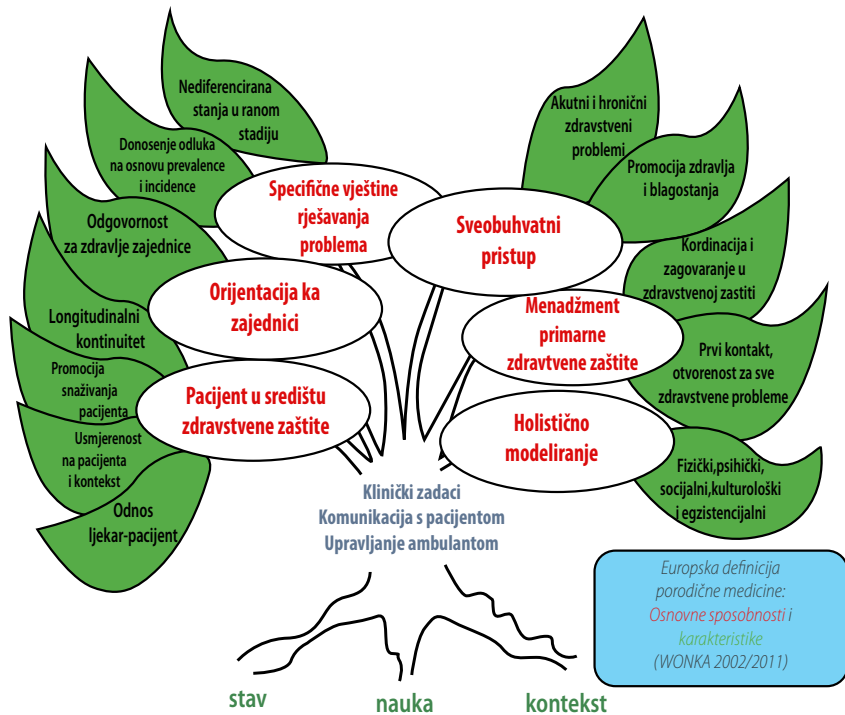 Nediferencirana
stanja u ranom
stadiju
Donosenje odluka
na osnovu prevalence
i incidence
Odgovornost
za zdravlje zajednice
Longitudinalni
kontinuitet
Promocija
snaživanja
pacijenta
Usmjerenost
na pacijenta
i kontekst
Odnos
ljekar-pacijent
Specifične vještine
rješavanja
problema
Orijentacija ka
zajednici
Pacijent u središtu
zdravstvene zaštite
Sveobuhvatni
pristup
Menadžment
primarne
zdravtvene zaštite
Holistično
modeliranje
Akutni i hronični
zdravstveni
problemi
Promocija zdravlja
i blagostanja
Kordinacija i
zagovaranje u
zdravstvenoj zastiti
Prvi kontakt,
otvorenost za sve
zdravstvene probleme
Fizički,psihički,
socijalni,kulturološki
i egzistencijalni
Klinički zadaci
Komunikacija s pacijentom
Upravljanje ambulantom
Europska definicija
porodične medicine:
Osnovne sposobnosti i
karakteristike
(WONKA 2002/2011)
stav
nauka
kontekst